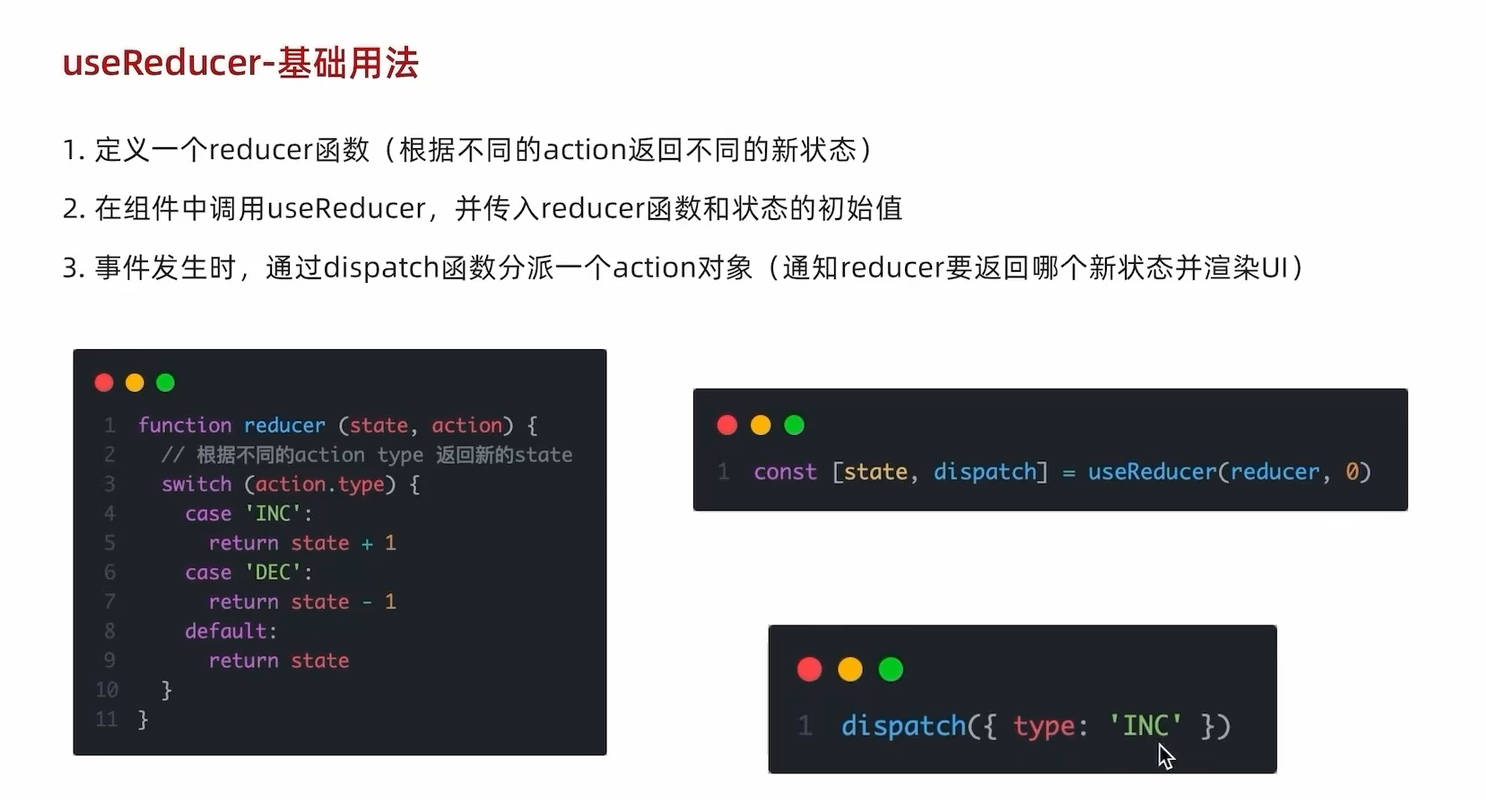 useReducer-基础用法
1. 定义一个reducer函数（根据不同的action返回不同的新状态）
2. 在组件中调用useReducer，并传入reducer函数和状态的初始值
3. 事件发生时，通过dispatch函数分派一个action对象（通知reducer要返回哪个新状态并渲染UI）
1 function reducer (state, action) {
2   // 根据不同的action type 返回新的state
3   switch (action.type) {
4     case 'INC':
5       return state + 1
6     case 'DEC':
7       return state - 1
8     default:
9       return state
10   }
11 }
1 const [state, dispatch] = useReducer(reducer, 0)
1 dispatch({ type: 'INC' })